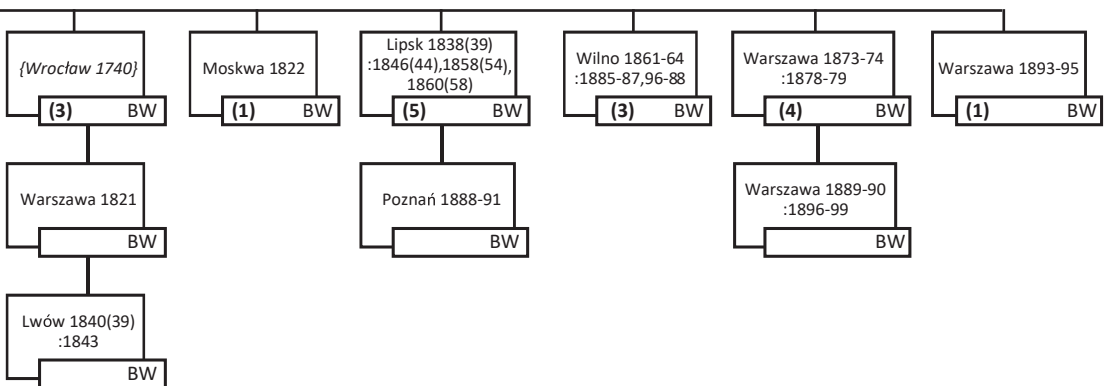 {Wrocław 1740}
(3) BW
Moskwa 1822
(1) BW
Lipsk 1838(39)
:1846(44),1858(54),
1860(58)
(5) BW
Wilno 1861-64
:1885-87,96-88
(3) BW
Warszawa 1873-74
:1878-79
(4) BW
Warszawa 1893-95
(1) BW
Warszawa 1821
BW
Poznań 1888-91
BW
Warszawa 1889-90
:1896-99
BW
Lwów 1840(39)
:1843
BW